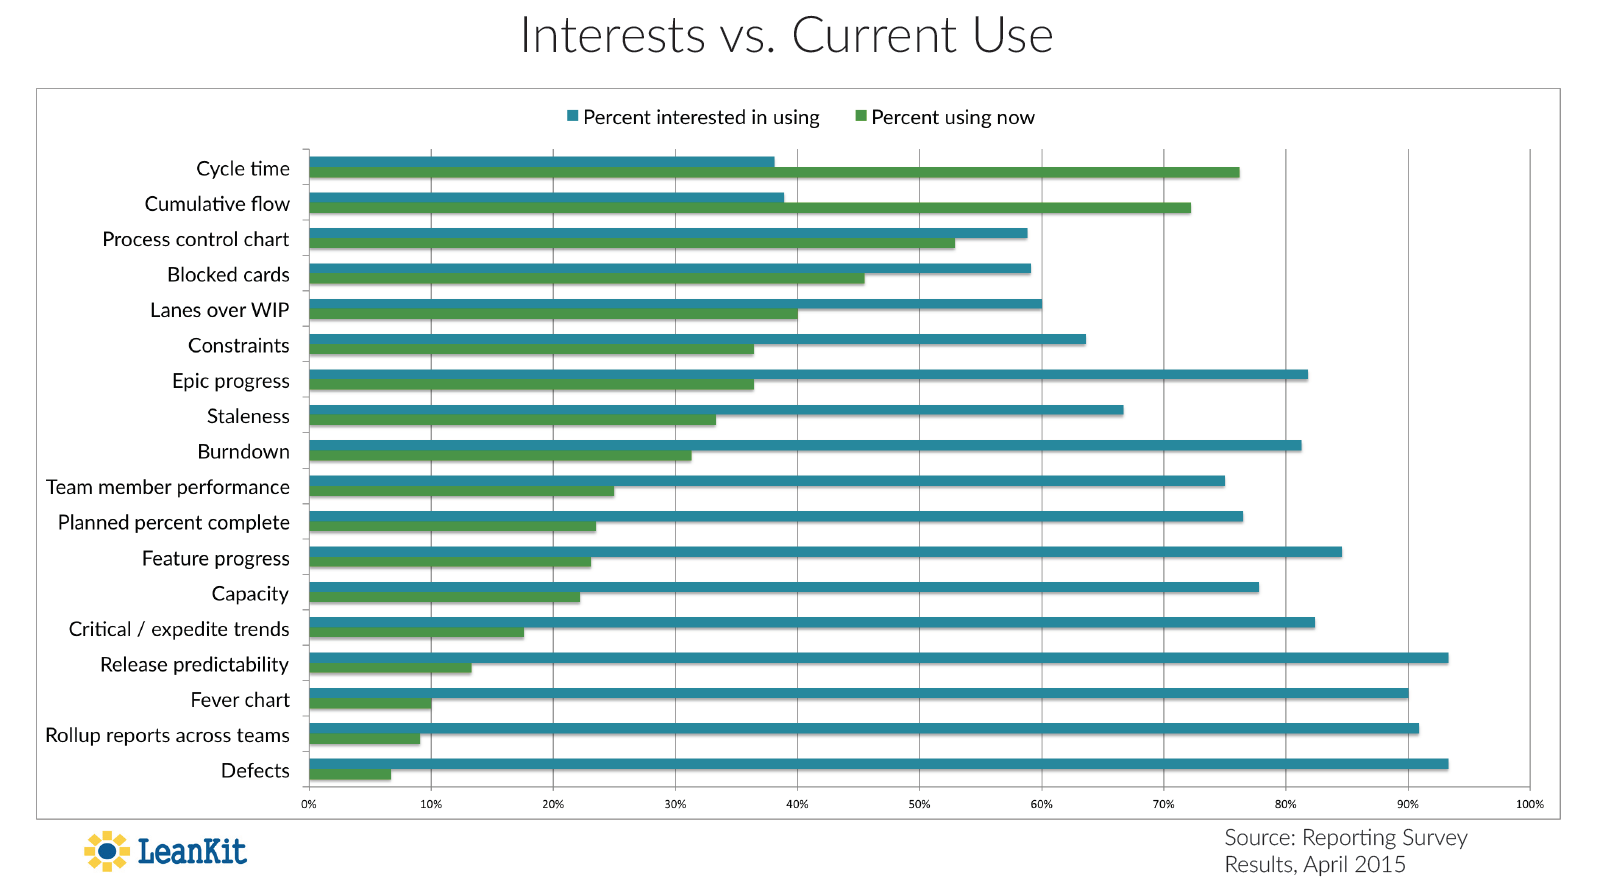 Interests vs. Current Use
Percent interested in using
Percent using now
Cycle time
Cumulative flow
Process control chart
Blocked cards
Lanes over WIP
Constraints
Epic progress
Staleness
Burndown
Team member performance
Planned percent complete
Feature progress
Capacity
Critical / expedite trends
Release predictability
Fever chart
Rollup reports across teams
Defects
0% 10% 20% 30% 40% 50% 60% 70% 80% 90% 100%
LeanKit
Source: Reporting Survey
Results, April 2015